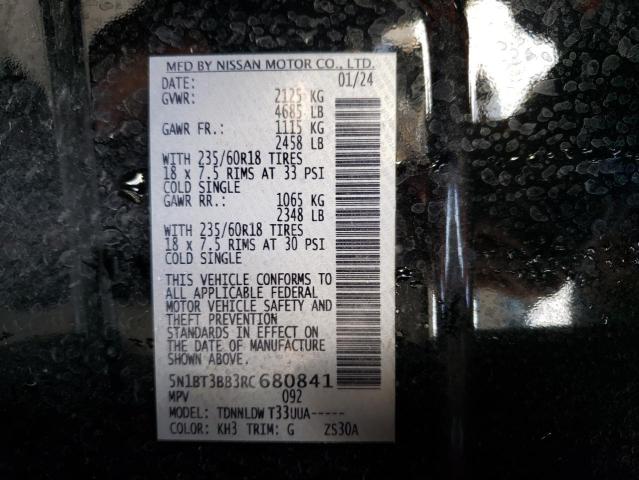 MFD BY NISSAN MOTOR CO., LTD.
DATE: 01/24
GVWR: 2125 KG
4685 LB
GAWR FR.: 1115 KG
2458 LB
WITH 235/60R18 TIRES
18 x 7.5 RIMS AT 33 PSI
COLD SINGLE
GAWR RR.: 1065 KG
2348 LB
WITH 235/60R18 TIRES
18 x 7.5 RIMS AT 30 PSI
COLD SINGLE
THIS VEHICLE CONFORMS TO
ALL APPLICABLE FEDERAL
MOTOR VEHICLE SAFETY AND
THEFT PREVENTION
STANDARDS IN EFFECT ON
THE DATE OF MANUFACTURE
SHOWN ABOVE.
5N1BT3BB3RC680841
MPV 092
MODEL: TDNNLDW T33UUA-----
COLOR: KH3 TRIM: G ZS30A